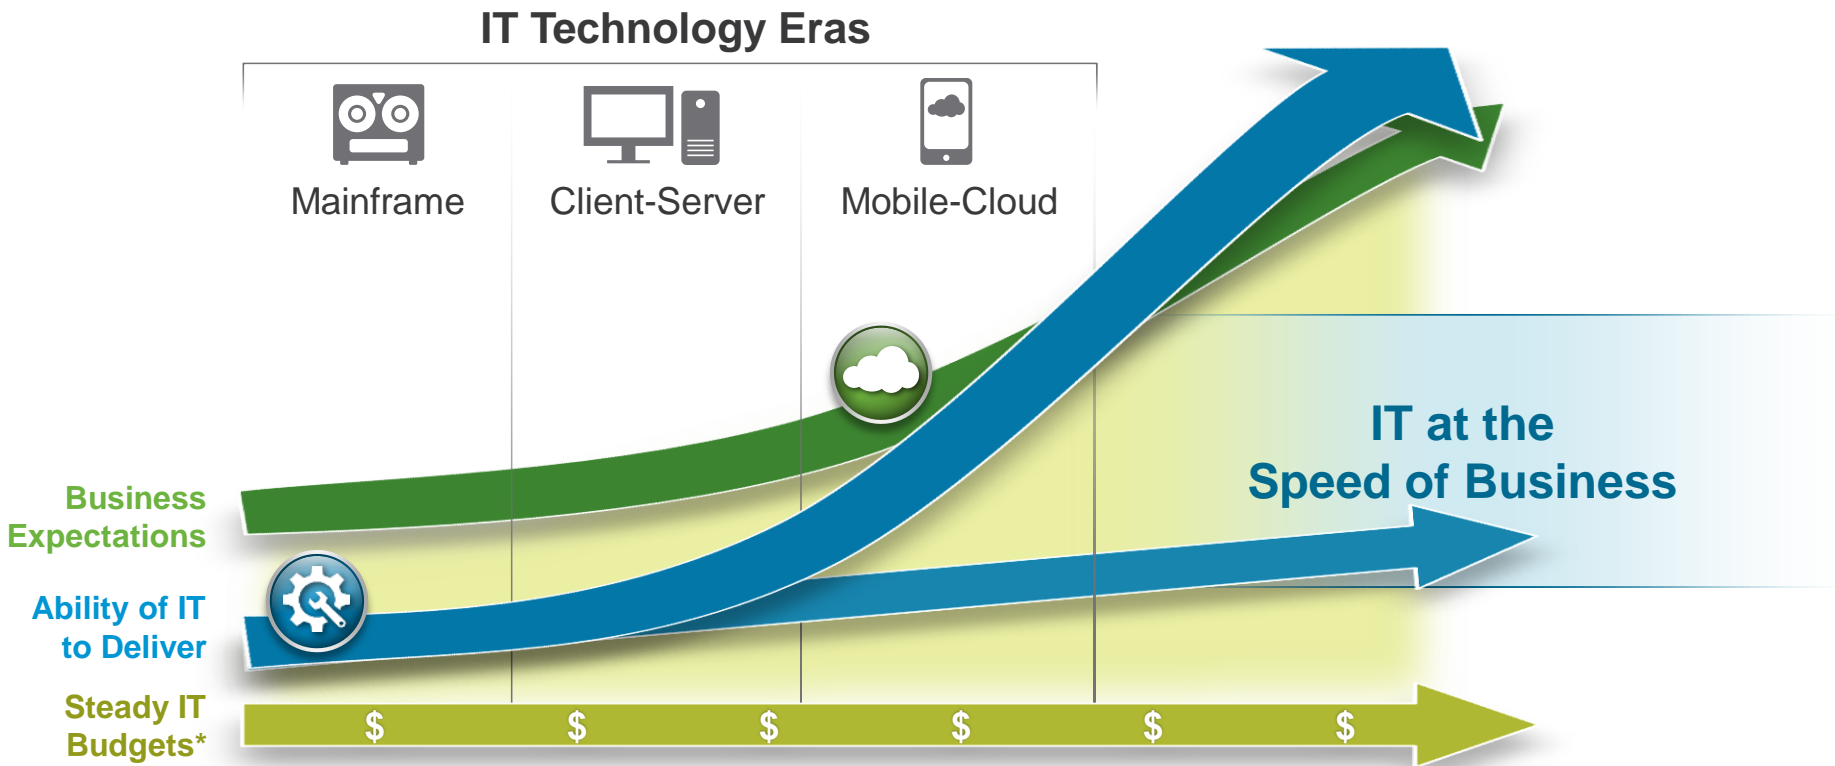 IT Technology Eras
Mainframe
Client-Server
Mobile-Cloud
IT at the
Speed of Business
Business
Expectations
Ability of IT
to Deliver
Steady IT
Budgets*
$ $ $ $ $ $